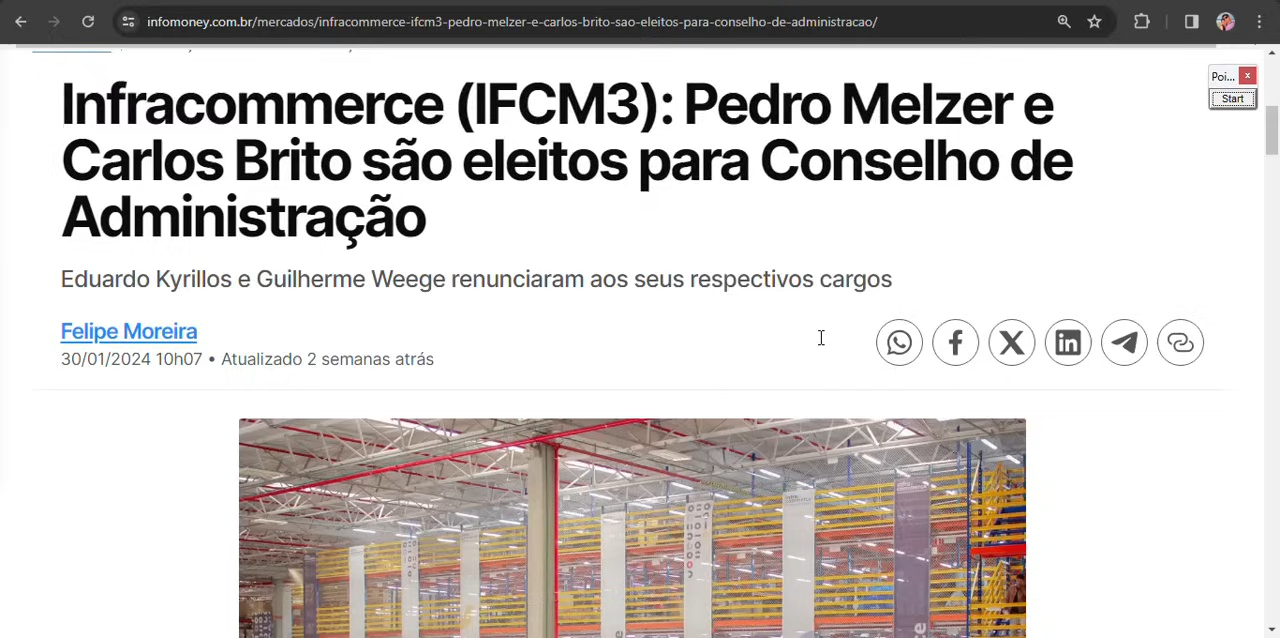 infomoney.com.br/mercados/infracommerce-ifcm3-pedro-melzer-e-carlos-brito-sao-eleitos-para-conselho-de-administracao/
Poi...
Start
Infracommerce (IFCM3): Pedro Melzer e
Carlos Brito são eleitos para Conselho de
Administração
Eduardo Kyrillos e Guilherme Weege renunciaram aos seus respectivos cargos
Felipe Moreira
30/01/2024 10h07 • Atualizado 2 semanas atrás